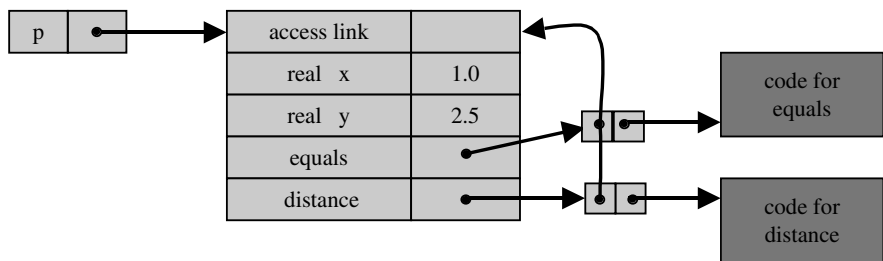 p
access link
real x 1.0
real y 2.5
equals
distance
code for
equals
code for
distance